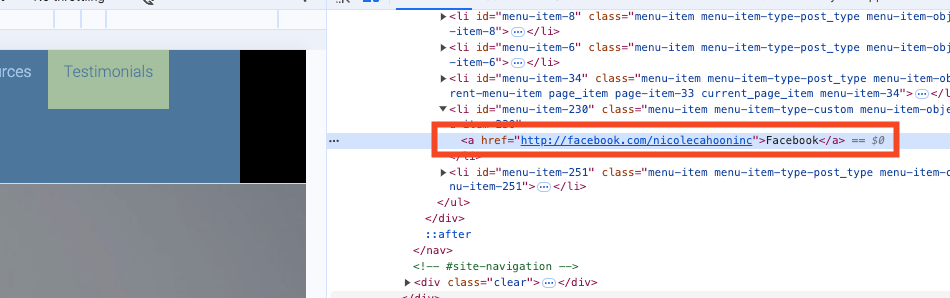 No throttling
urces
Testimonials
<li id="menu-item-8" class="menu-item menu-item-type-post_type menu-item-obj
-item-8">…</li>
<li id="menu-item-6" class="menu-item menu-item-type-post_type menu-item-obj
-item-6">…</li>
<li id="menu-item-34" class="menu-item menu-item-type-post_type menu-item-ob
rent-menu-item page_item page-item-33 current_page_item menu-item-34">…</l
<li id="menu-item-230" class="menu-item menu-item-type-custom menu-item-obje
… <a href="http://facebook.com/nicolecahooninc">Facebook</a> == $0
</li>
<li id="menu-item-251" class="menu-item menu-item-type-post_type menu-item-o
nu-item-251">…</li>
</ul>
</div>
::after
</nav>
<!-- #site-navigation -->
<div class="clear">…</div>
</div>